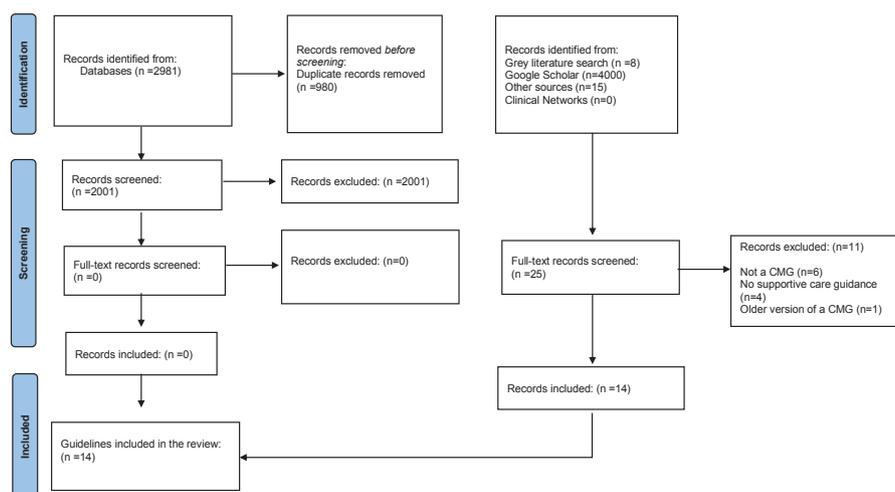 Identification
Records identified from:
Databases (n =2981)
Records removed before
screening:
Duplicate records removed
(n =980)
Records identified from:
Grey literature search (n =8)
Google Scholar (n=4000)
Other sources (n=15)
Clinical Networks (n=0)
Screening
Records screened:
(n =2001)
Records excluded: (n =2001)
Full-text records screened:
(n =0)
Records excluded: (n=0)
Full-text records screened:
(n =25)
Records excluded: (n=11)
Not a CMG (n=6)
No supportive care guidance
(n=4)
Older version of a CMG (n=1)
Records included: (n =0)
Records included: (n =14)
Included
Guidelines included in the review:
(n =14)